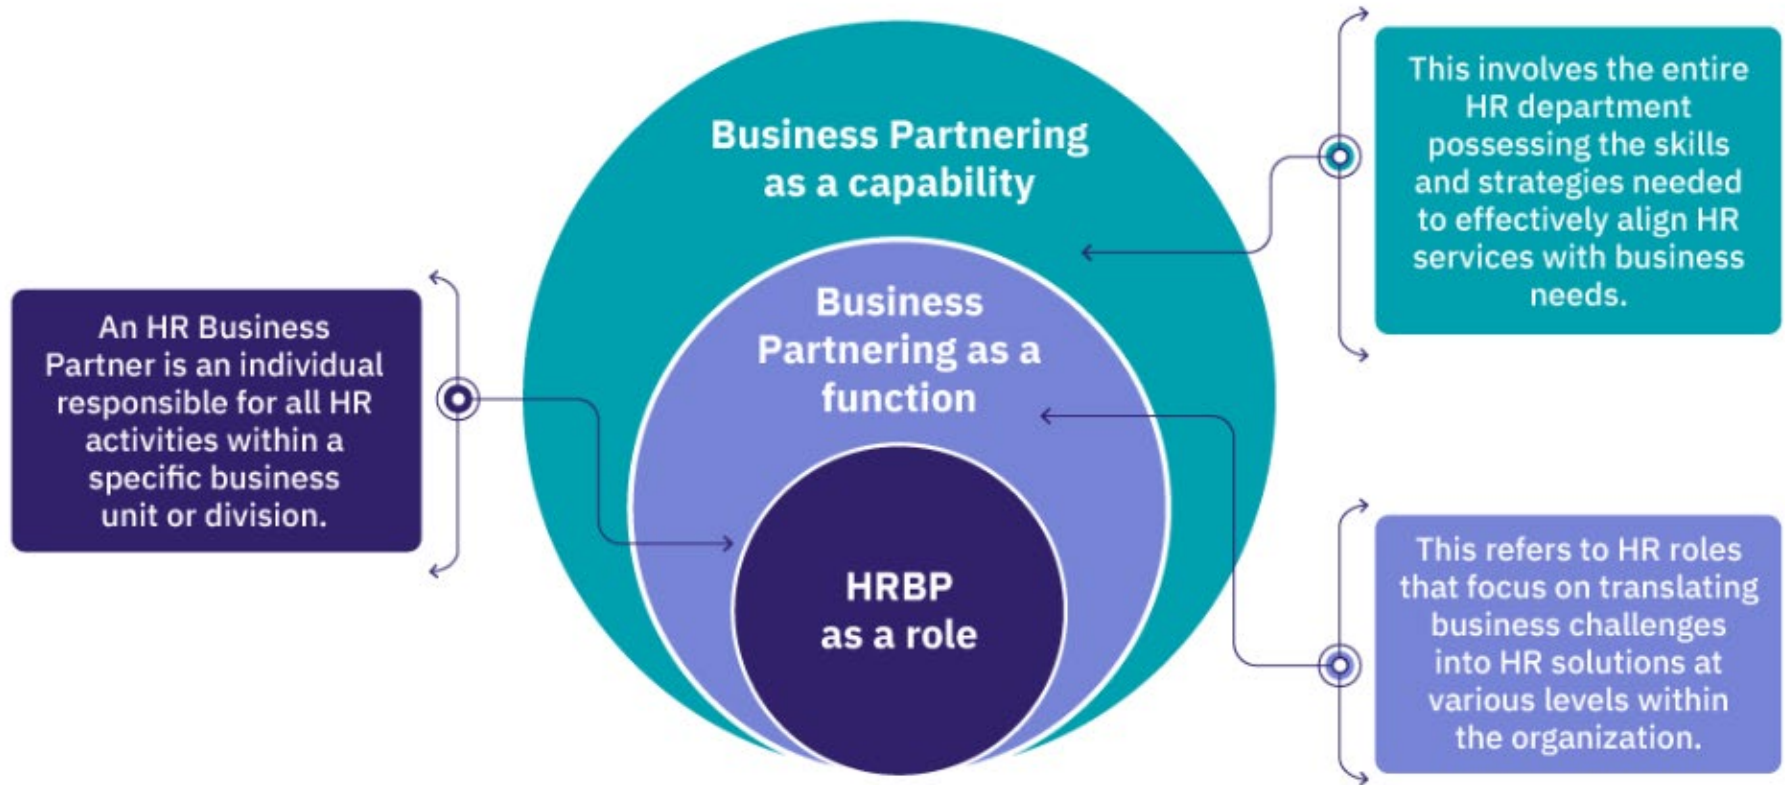 Business Partnering
as a capability
This involves the entire
HR department
possessing the skills
and strategies needed
to effectively align HR
services with business
needs.
An HR Business
Partner is an individual
responsible for all HR
activities within a
specific business
unit or division.
Business
Partnering as a
function
HRBP
as a role
This refers to HR roles
that focus on translating
business challenges
into HR solutions at
various levels within
the organization.